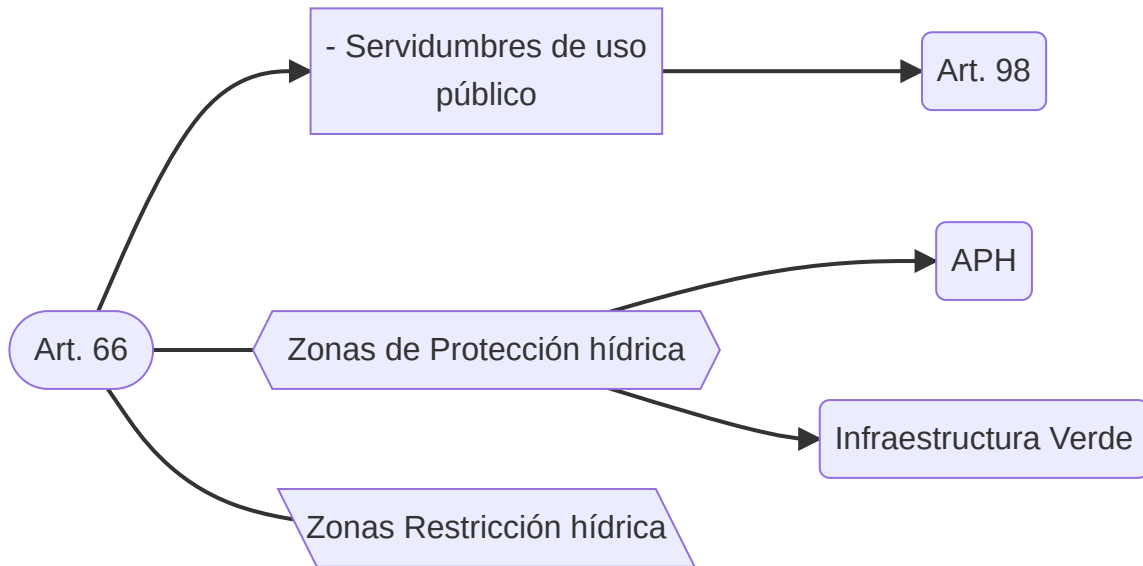 - Servidumbres de uso
público
Art. 98
APH
Art. 66
Zonas de Protección hídrica
Infraestructura Verde
Zonas Restricción hídrica